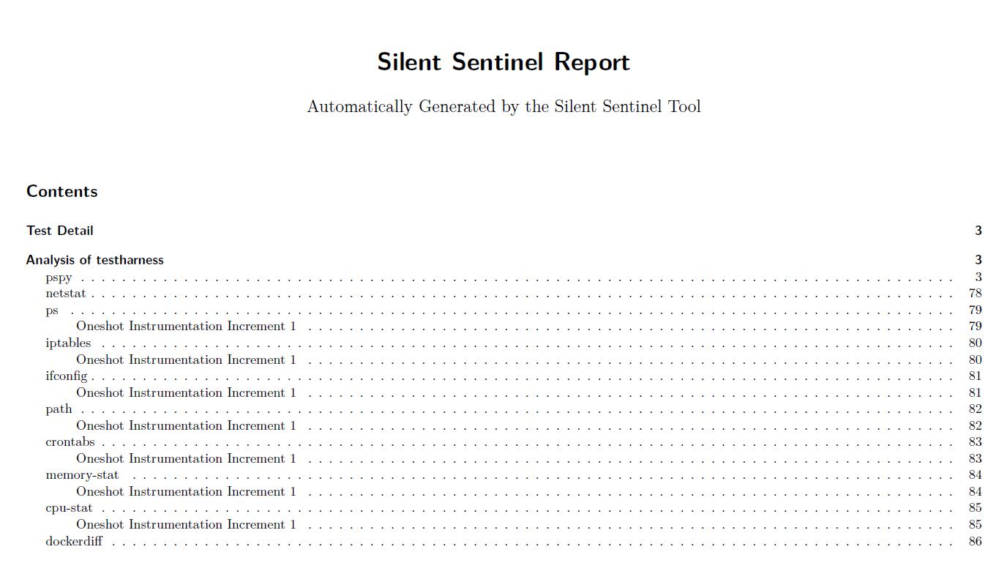 Silent Sentinel Report
Automatically Generated by the Silent Sentinel Tool
Contents
Test Detail 3
Analysis of testharness 3
pspy . . . . . . . . . . . . . . . . . . . . 3
netstat . . . . . . . . . . . . . . . . . . . . 78
ps . . . . . . . . . . . . . . . . . . . . 79
Oneshot Instrumentation Increment 1 . . . . . . . . . . . . . . . . . . . . 79
iptables . . . . . . . . . . . . . . . . . . . . 80
Oneshot Instrumentation Increment 1 . . . . . . . . . . . . . . . . . . . . 80
ifconfig . . . . . . . . . . . . . . . . . . . . 81
Oneshot Instrumentation Increment 1 . . . . . . . . . . . . . . . . . . . . 81
path . . . . . . . . . . . . . . . . . . . . 82
Oneshot Instrumentation Increment 1 . . . . . . . . . . . . . . . . . . . . 82
crontabs . . . . . . . . . . . . . . . . . . . . 83
Oneshot Instrumentation Increment 1 . . . . . . . . . . . . . . . . . . . . 83
memory-stat . . . . . . . . . . . . . . . . . . . . 84
Oneshot Instrumentation Increment 1 . . . . . . . . . . . . . . . . . . . . 84
cpu-stat . . . . . . . . . . . . . . . . . . . . 85
Oneshot Instrumentation Increment 1 . . . . . . . . . . . . . . . . . . . . 85
dockerdiff . . . . . . . . . . . . . . . . . . . . 86